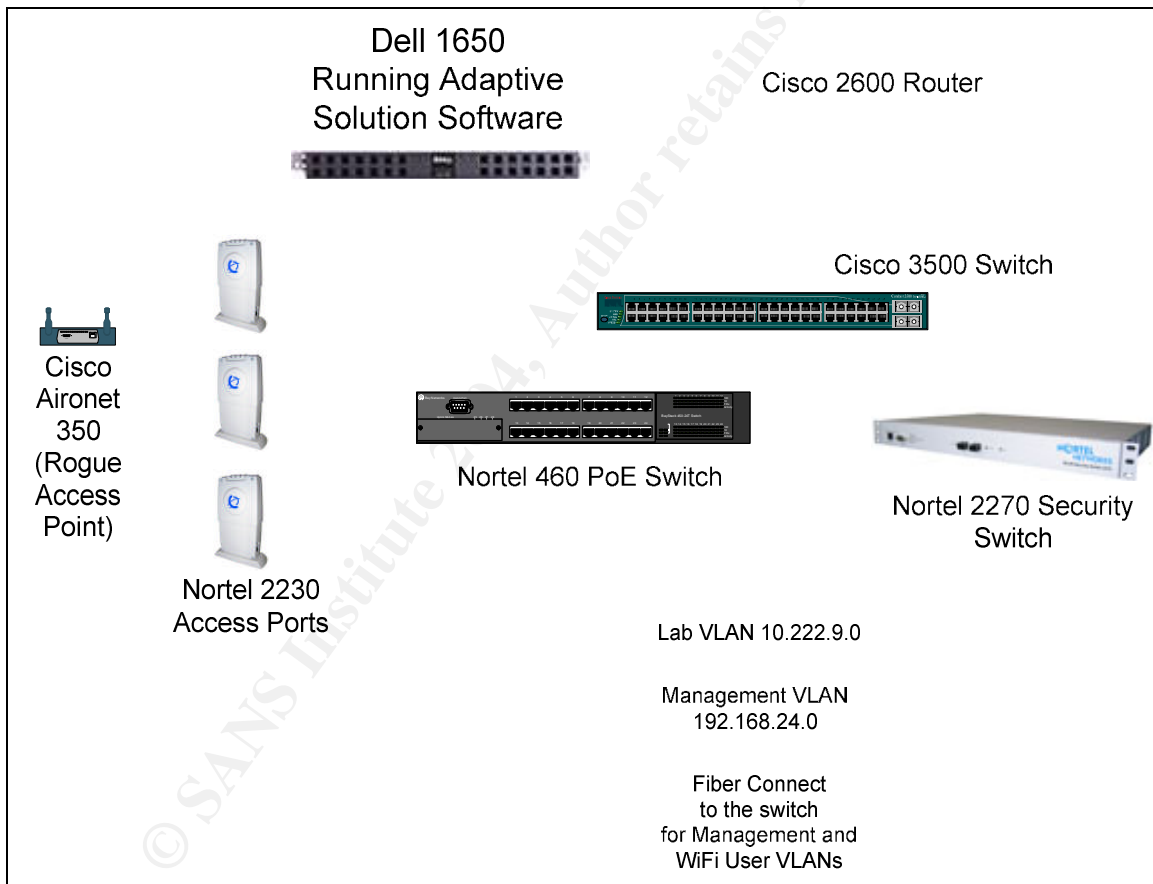 Dell 1650
Running Adaptive
Solution Software
Cisco 2600 Router
Cisco 3500 Switch
Cisco
Aironet
350
(Rogue
Access
Point)
Nortel 460 PoE Switch
NORTEL
NETWORKS
Nortel 2270 Security
Switch
Nortel 2230
Access Ports
Lab VLAN 10.222.9.0
Management VLAN
192.168.24.0
Fiber Connect
to the switch
for Management and
WiFi User VLANs
© SANS Institute 2004, Author retains